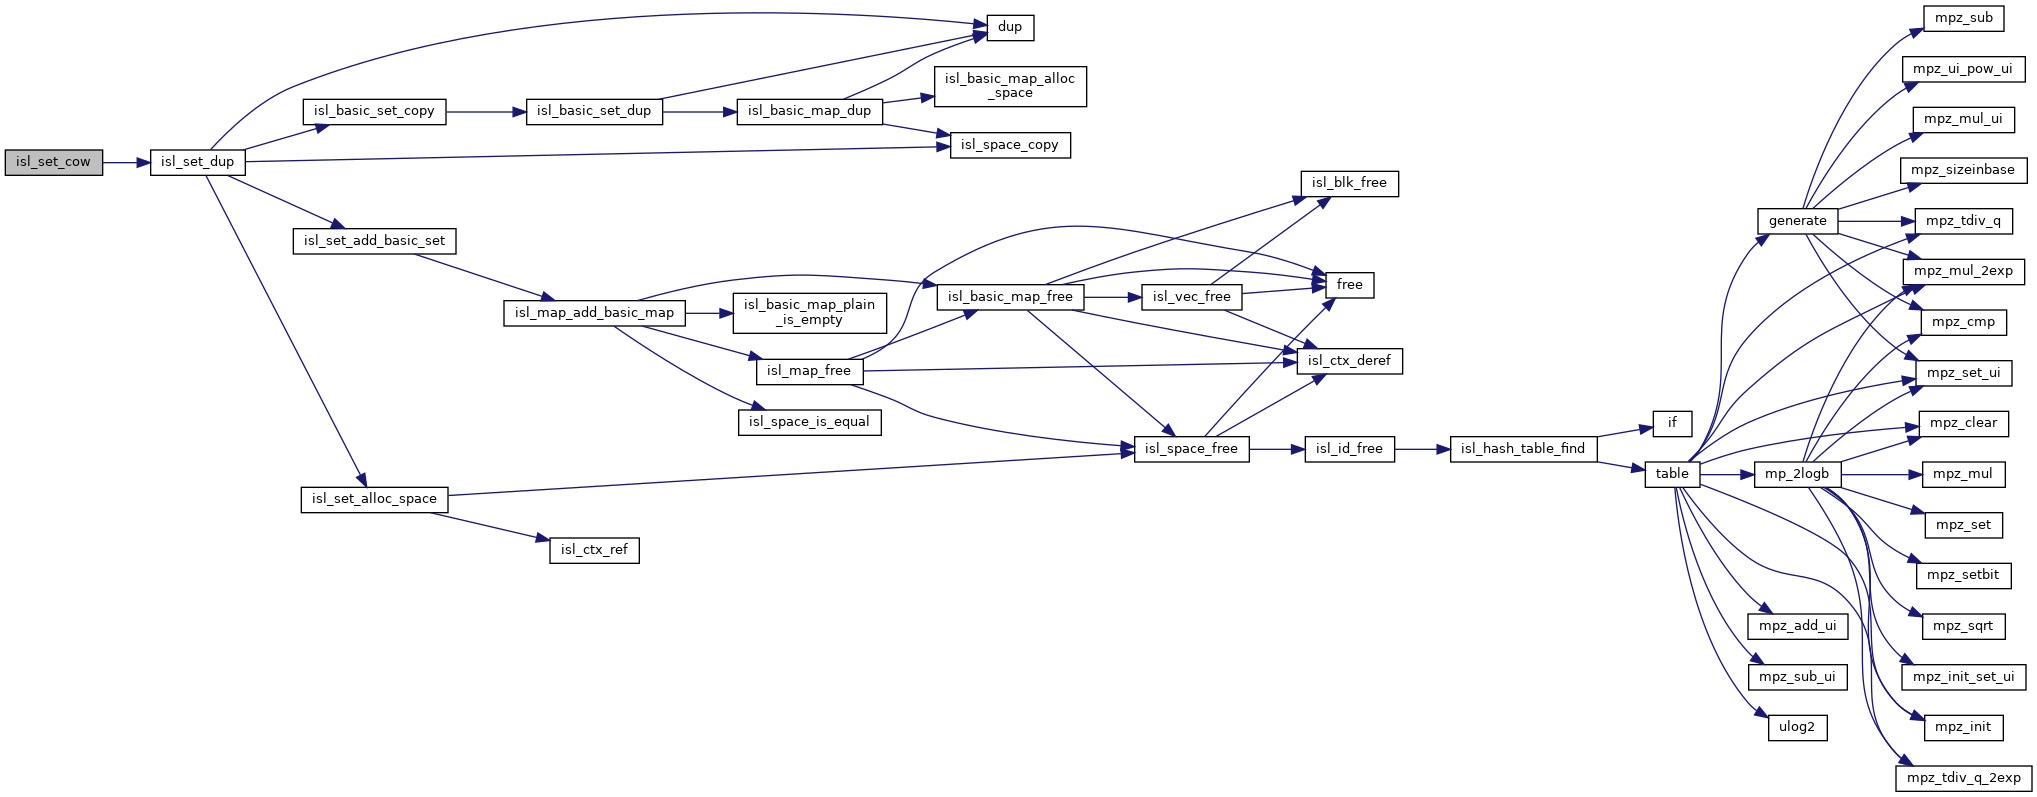 isl_set_cow
isl_set_dup
isl_basic_set_copy
isl_set_add_basic_set
isl_set_alloc_space
isl_basic_set_dup
isl_map_add_basic_map
isl_ctx_ref
isl_basic_map_dup
isl_basic_map_plain
_is_empty
isl_map_free
isl_space_is_equal
dup
isl_basic_map_alloc
_space
isl_space_copy
isl_basic_map_free
isl_vec_free
isl_space_free
isl_blk_free
free
isl_ctx_deref
isl_id_free
isl_hash_table_find
if
table
generate
mp_2logb
mpz_add_ui
mpz_sub_ui
ulog2
mpz_sub
mpz_ui_pow_ui
mpz_mul_ui
mpz_sizeinbase
mpz_tdiv_q
mpz_mul_2exp
mpz_cmp
mpz_set_ui
mpz_clear
mpz_mul
mpz_set
mpz_setbit
mpz_sqrt
mpz_init_set_ui
mpz_init
mpz_tdiv_q_2exp